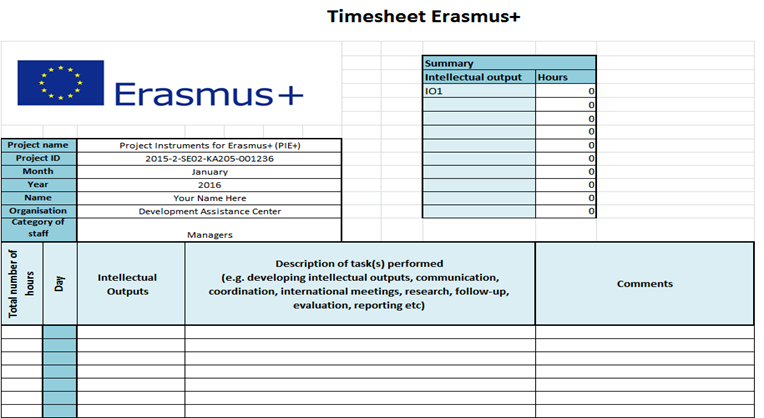 Timesheet Erasmus+
Erasmus+
Summary
Intellectual output Hours
IO1 0
0
0
0
0
0
0
0
0
0
Project name Project Instruments for Erasmus+ (PIE+)
Project ID 2015-2-SE02-KA205-001236
Month January
Year 2016
Name Your Name Here
Organisation Development Assistance Center
Category of
staff Managers
Total number of
hours
Day
Intellectual
Outputs
Description of task(s) performed
(e.g. developing intellectual outputs, communication,
coordination, international meetings, research, follow-up,
evaluation, reporting etc)
Comments